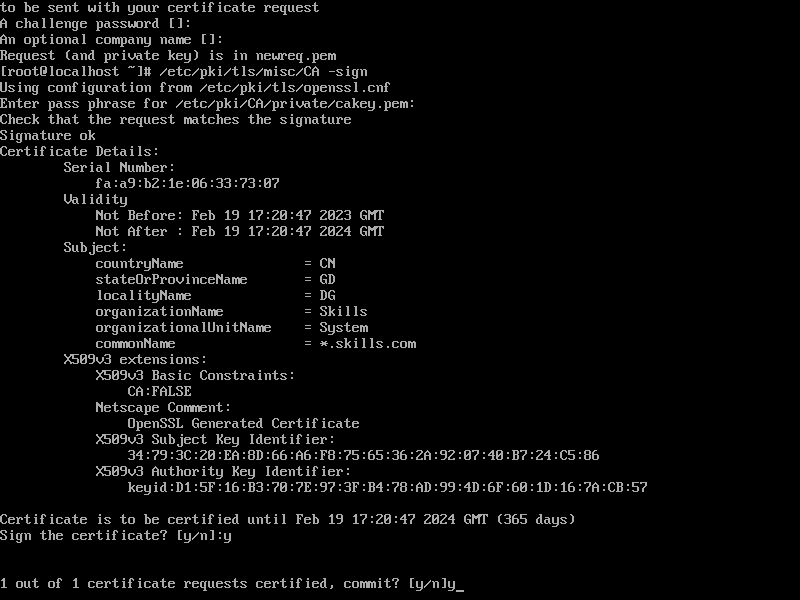 to be sent with your certificate request
A challenge password []:
An optional company name []:
Request (and private key) is in newreq.pem
[root@localhost ~]# /etc/pki/tls/misc/CA -sign
Using configuration from /etc/pki/tls/openssl.cnf
Enter pass phrase for /etc/pki/CA/private/cakey.pem:
Check that the request matches the signature
Signature ok
Certificate Details:
        Serial Number:
            fa:a9:b2:1e:06:33:73:07
        Validity
            Not Before: Feb 19 17:20:47 2023 GMT
            Not After : Feb 19 17:20:47 2024 GMT
        Subject:
            countryName               = CN
            stateOrProvinceName       = GD
            localityName              = DG
            organizationName          = Skills
            organizationalUnitName    = System
            commonName                = *.skills.com
        X509v3 extensions:
            X509v3 Basic Constraints:
                CA:FALSE
            Netscape Comment:
                OpenSSL Generated Certificate
            X509v3 Subject Key Identifier:
                34:79:3C:20:EA:8D:66:A6:F8:75:65:36:2A:92:07:40:B7:24:C5:86
            X509v3 Authority Key Identifier:
                keyid:D1:5F:16:B3:70:7E:97:3F:B4:78:AD:99:4D:6F:60:1D:16:7A:CB:57
Certificate is to be certified until Feb 19 17:20:47 2024 GMT (365 days)
Sign the certificate? [y/n]:y
1 out of 1 certificate requests certified, commit? [y/n]y_